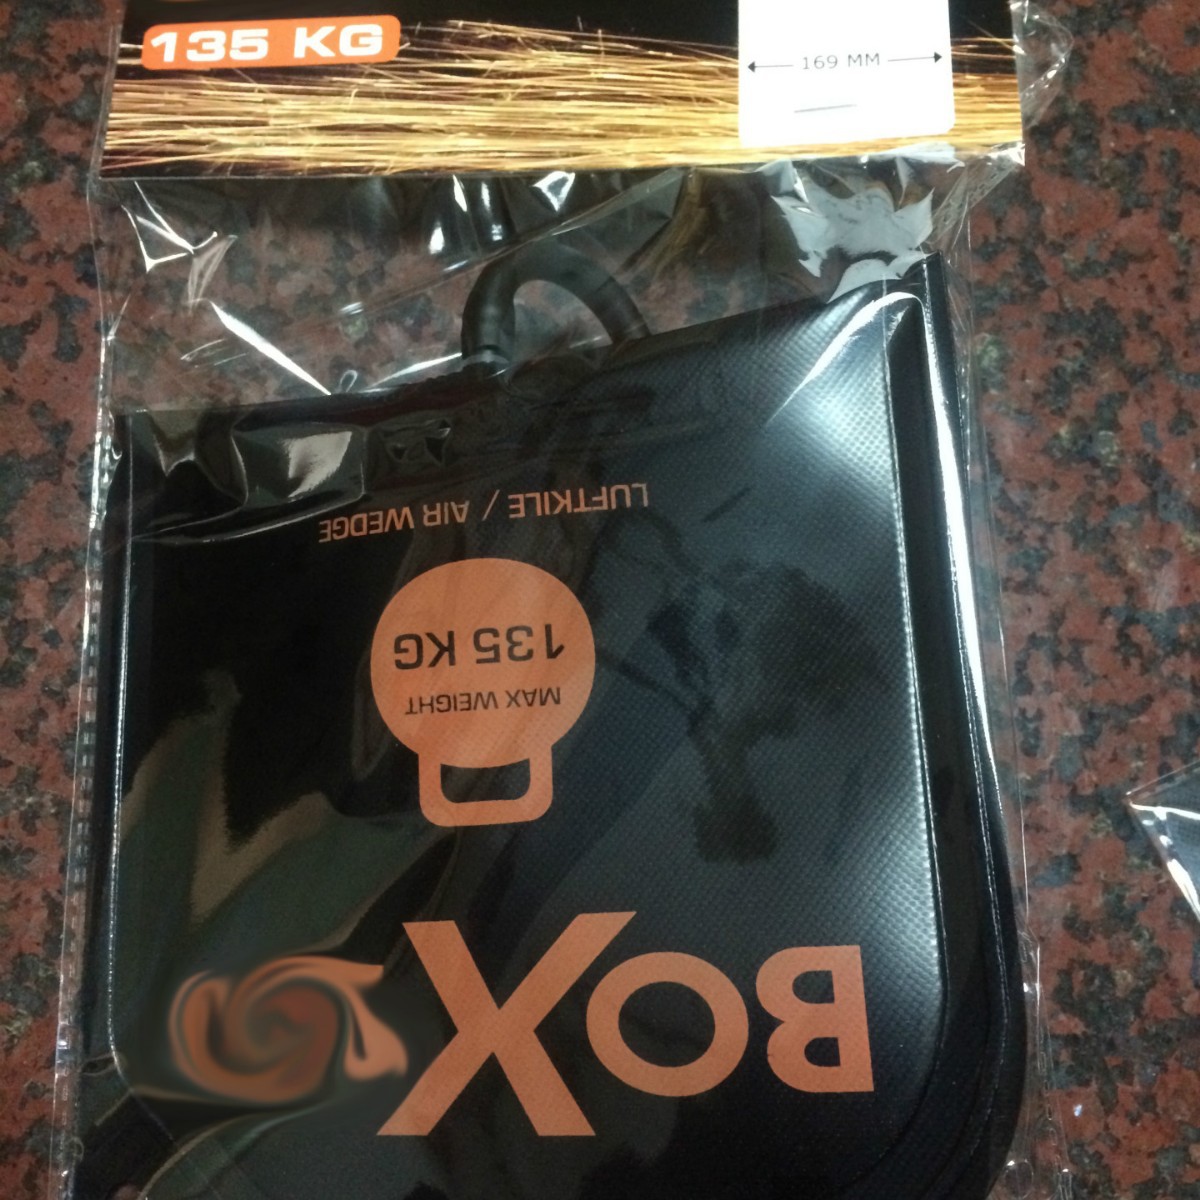 135 KG
169 MM
LUFTKILE / AIR WEDGE
135 KG
MAX WEIGHT
BOX